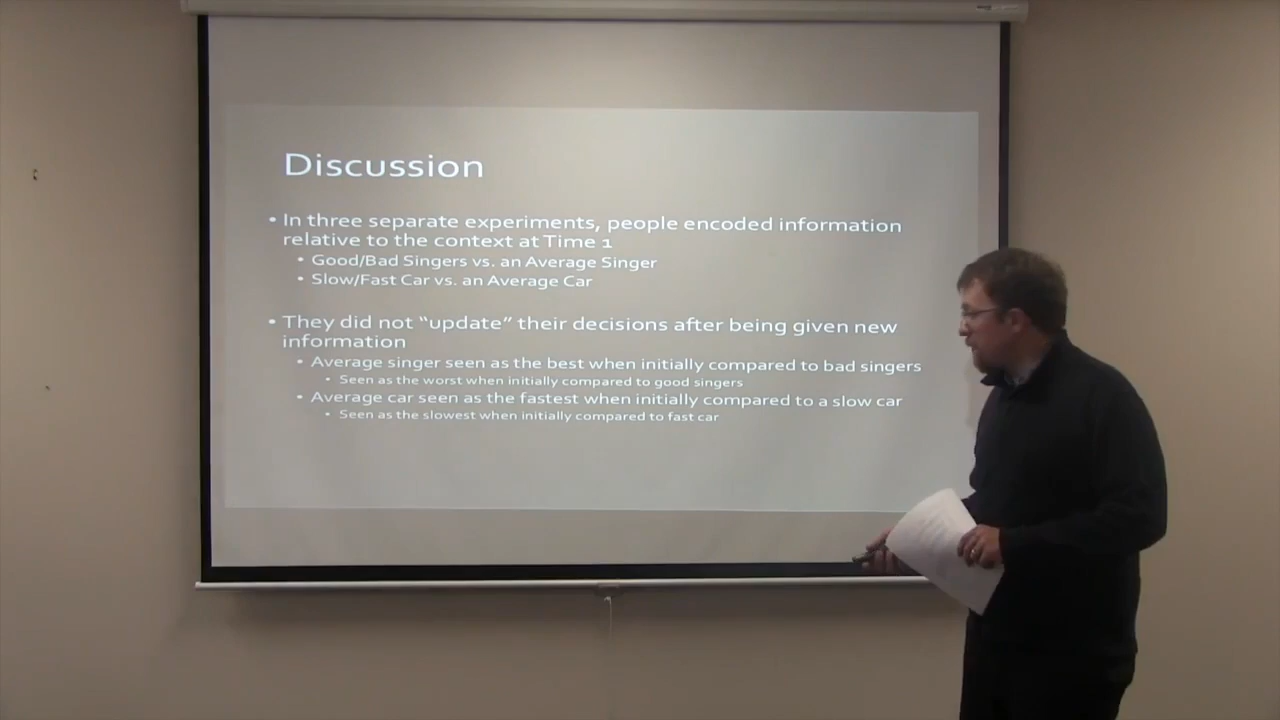 Discussion
• In three separate experiments, people encoded information
relative to the context at Time 1
• Good/Bad Singers vs. an Average Singer
• Slow/Fast Car vs. an Average Car
• They did not “update” their decisions after being given new
information
• Average singer seen as the best when initially compared to bad singers
• Seen as the worst when initially compared to good singers
• Average car seen as the fastest when initially compared to a slow car
• Seen as the slowest when initially compared to fast car